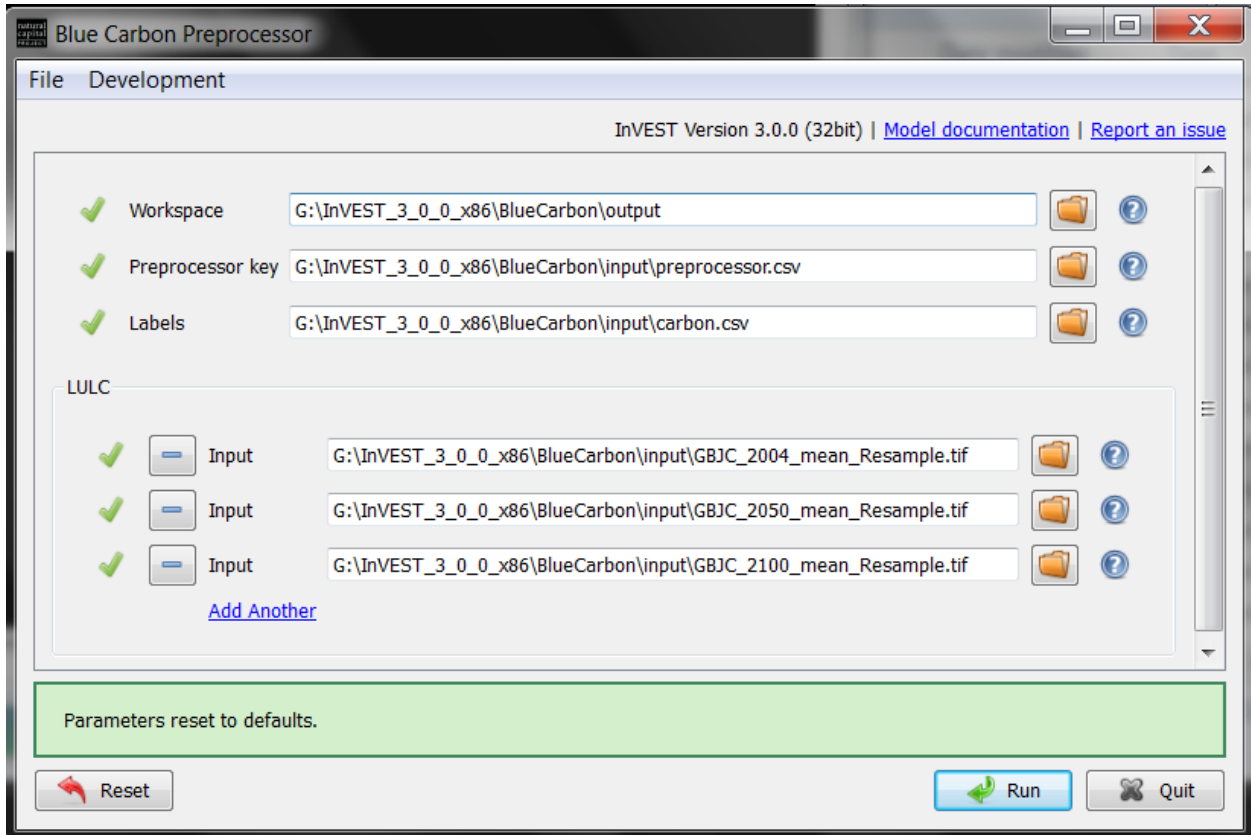 natural
capital
PROJECT
Blue Carbon Preprocessor
File Development
InVEST Version 3.0.0 (32bit) | Model documentation | Report an issue
Workspace G:\InVEST_3_0_0_x86\BlueCarbon\output
Preprocessor key G:\InVEST_3_0_0_x86\BlueCarbon\input\preprocessor.csv
Labels G:\InVEST_3_0_0_x86\BlueCarbon\input\carbon.csv
LULC
Input G:\InVEST_3_0_0_x86\BlueCarbon\input\GBJC_2004_mean_Resample.tif
Input G:\InVEST_3_0_0_x86\BlueCarbon\input\GBJC_2050_mean_Resample.tif
Input G:\InVEST_3_0_0_x86\BlueCarbon\input\GBJC_2100_mean_Resample.tif
Add Another
Parameters reset to defaults.
Reset Run Quit